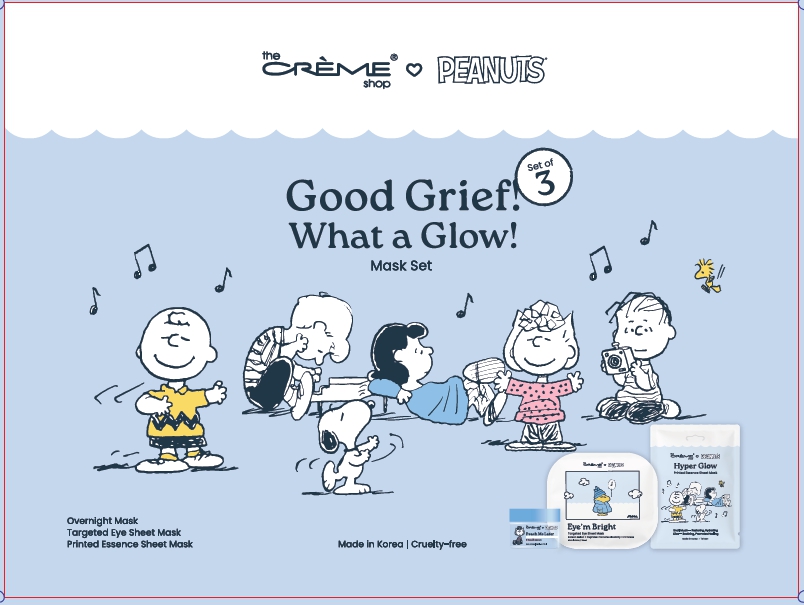 the
CRÈME®
shop
PEANUTS
Set of
3
Good Grief!
What a Glow!
Mask Set
Overnight Mask
Targeted Eye Sheet Mask
Printed Essence Sheet Mask
Made in Korea | Cruelty-free
Peach Me Later
Eye'm Bright
Targeted Eye Sheet Mask
Hyper Glow
Printed Essence Sheet Mask